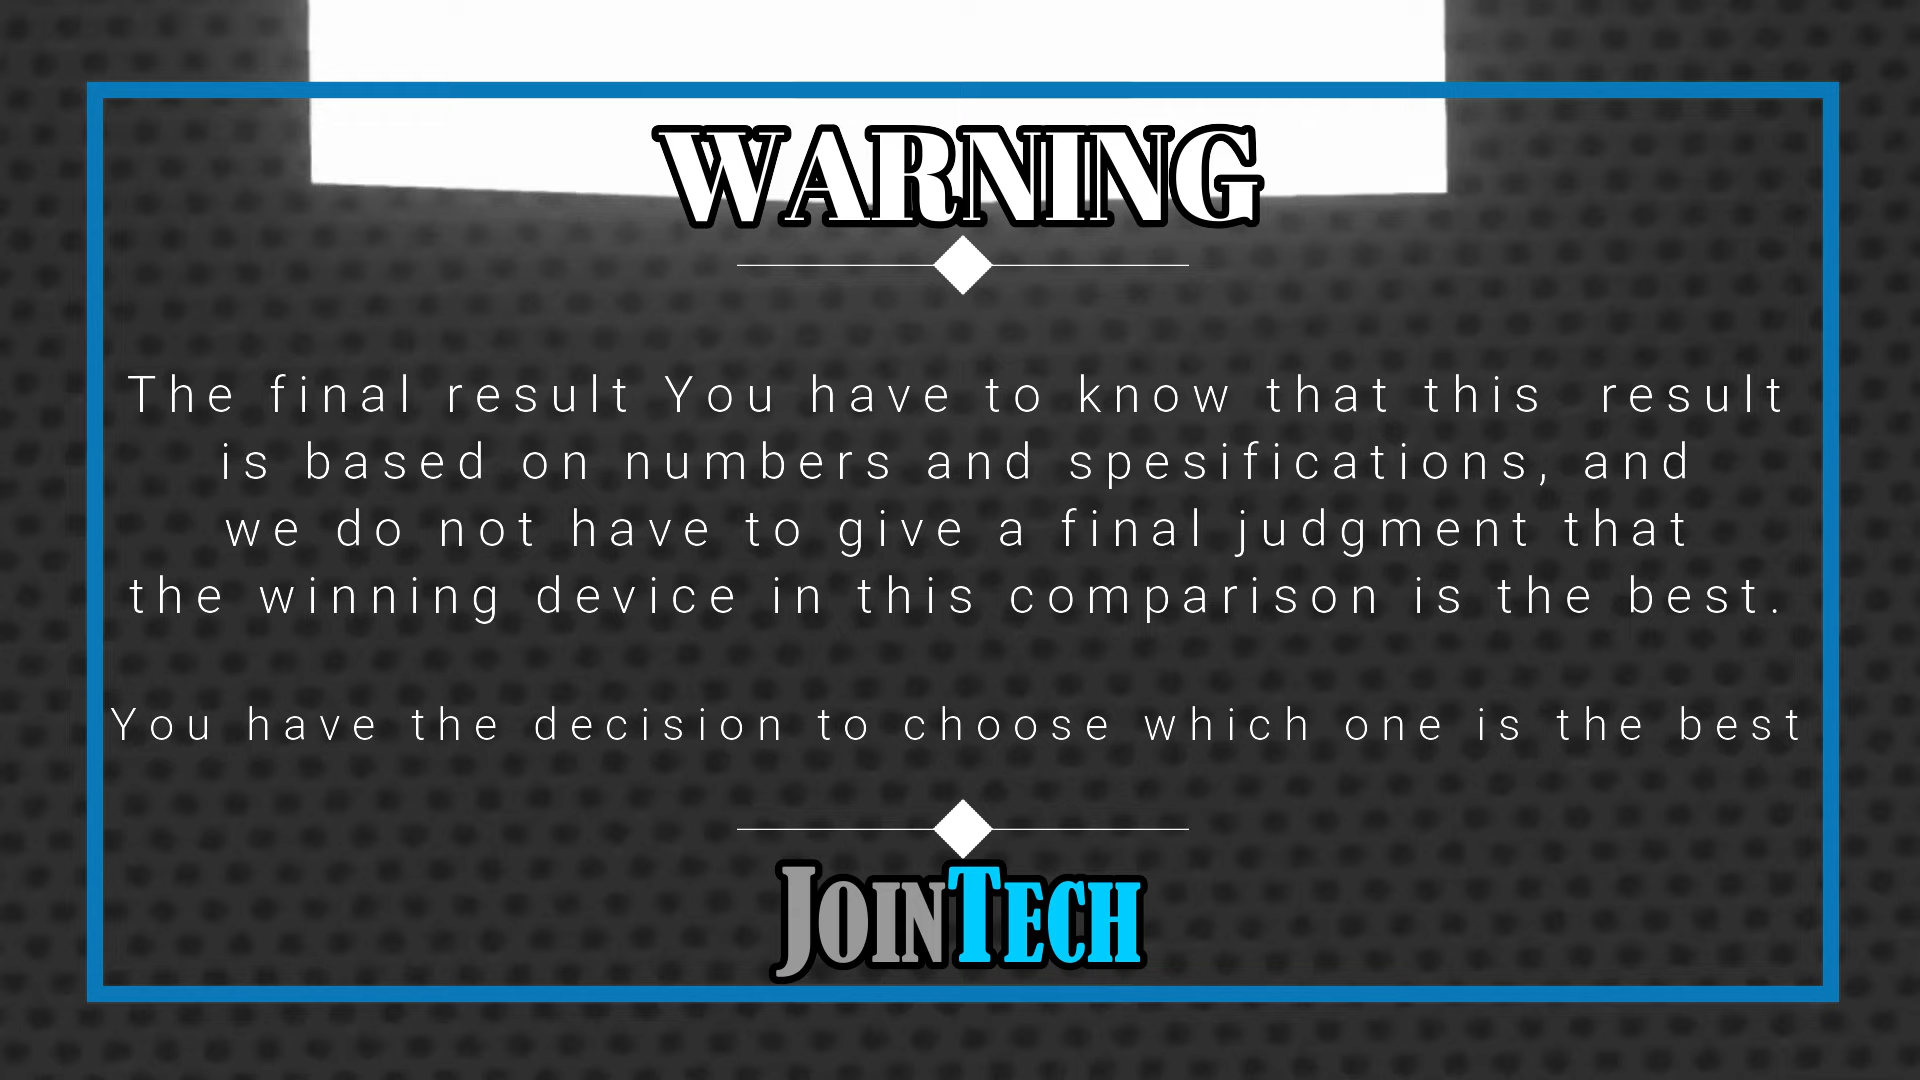 WARNING
The final result You have to know that this  result
is based on numbers and spesifications, and
we do not have to give a final judgment that
the winning device in this comparison is the best.
You have the decision to choose which one is the best
JOINTECH